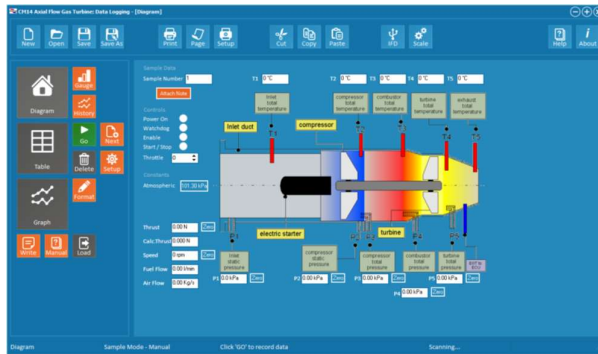 CM14 Axial Flow Gas Turbine: Data Logging - [Diagram]
New Open Save Save As Print Page Setup Cut Copy Paste IFD Scale Help About
Sample Data
Sample Number 1 T1 0 °C T2 0 °C T3 0 °C T4 0 °C T5 0 °C
Attach Note
Inlet total temperature
compressor total temperature
combustor total temperature
turbine total temperature
exhaust total temperature
Diagram
Gauge
History
Controls
Power On
Watchdog
Enable
Start / Stop
Throttle 0
Inlet duct
compressor
T1
T4
T5
Table
Go
Next
Delete
Setup
Constants
Atmospheric 101.30 kPa
Graph
Format
Write
Manual
Load
Thrust 0.00 N Zero
Calc.Thrust 0.000 N
Speed 0 rpm Zero
Fuel Flow 0.00 l/min
Air Flow 0.00 Kg/s
electric starter
turbine
P1
Inlet static pressure
compressor static pressure
compressor total pressure
combustor total pressure
turbine total pressure
P1 0.0 kPa Zero P2 0.00 kPa Zero P3 0.00 kPa Zero P5 0.00 kPa Zero
P4 0.00 kPa Zero
Diagram Sample Mode - Manual Click 'GO' to record data Scanning...